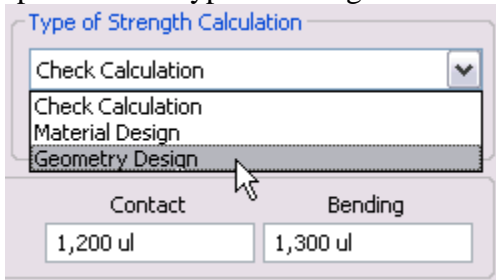 Type of Strength Calculation
Check Calculation
Check Calculation
Material Design
Geometry Design
Contact Bending
1,200 ul 1,300 ul